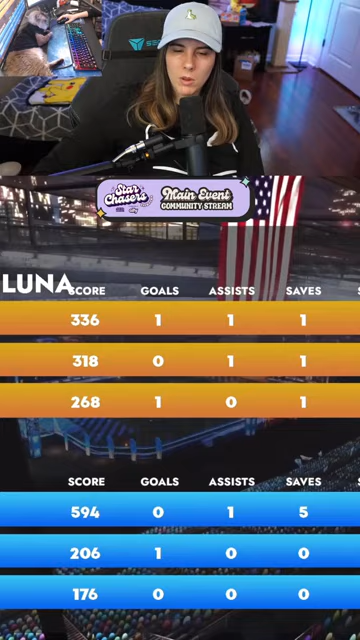 Star
Chasers
Main Event
COMMUNITY STREAM
LUNA
SCORE GOALS ASSISTS SAVES
336 1 1 1
318 0 1 1
268 1 0 1
SCORE GOALS ASSISTS SAVES
594 0 1 5
206 1 0 0
176 0 0 0